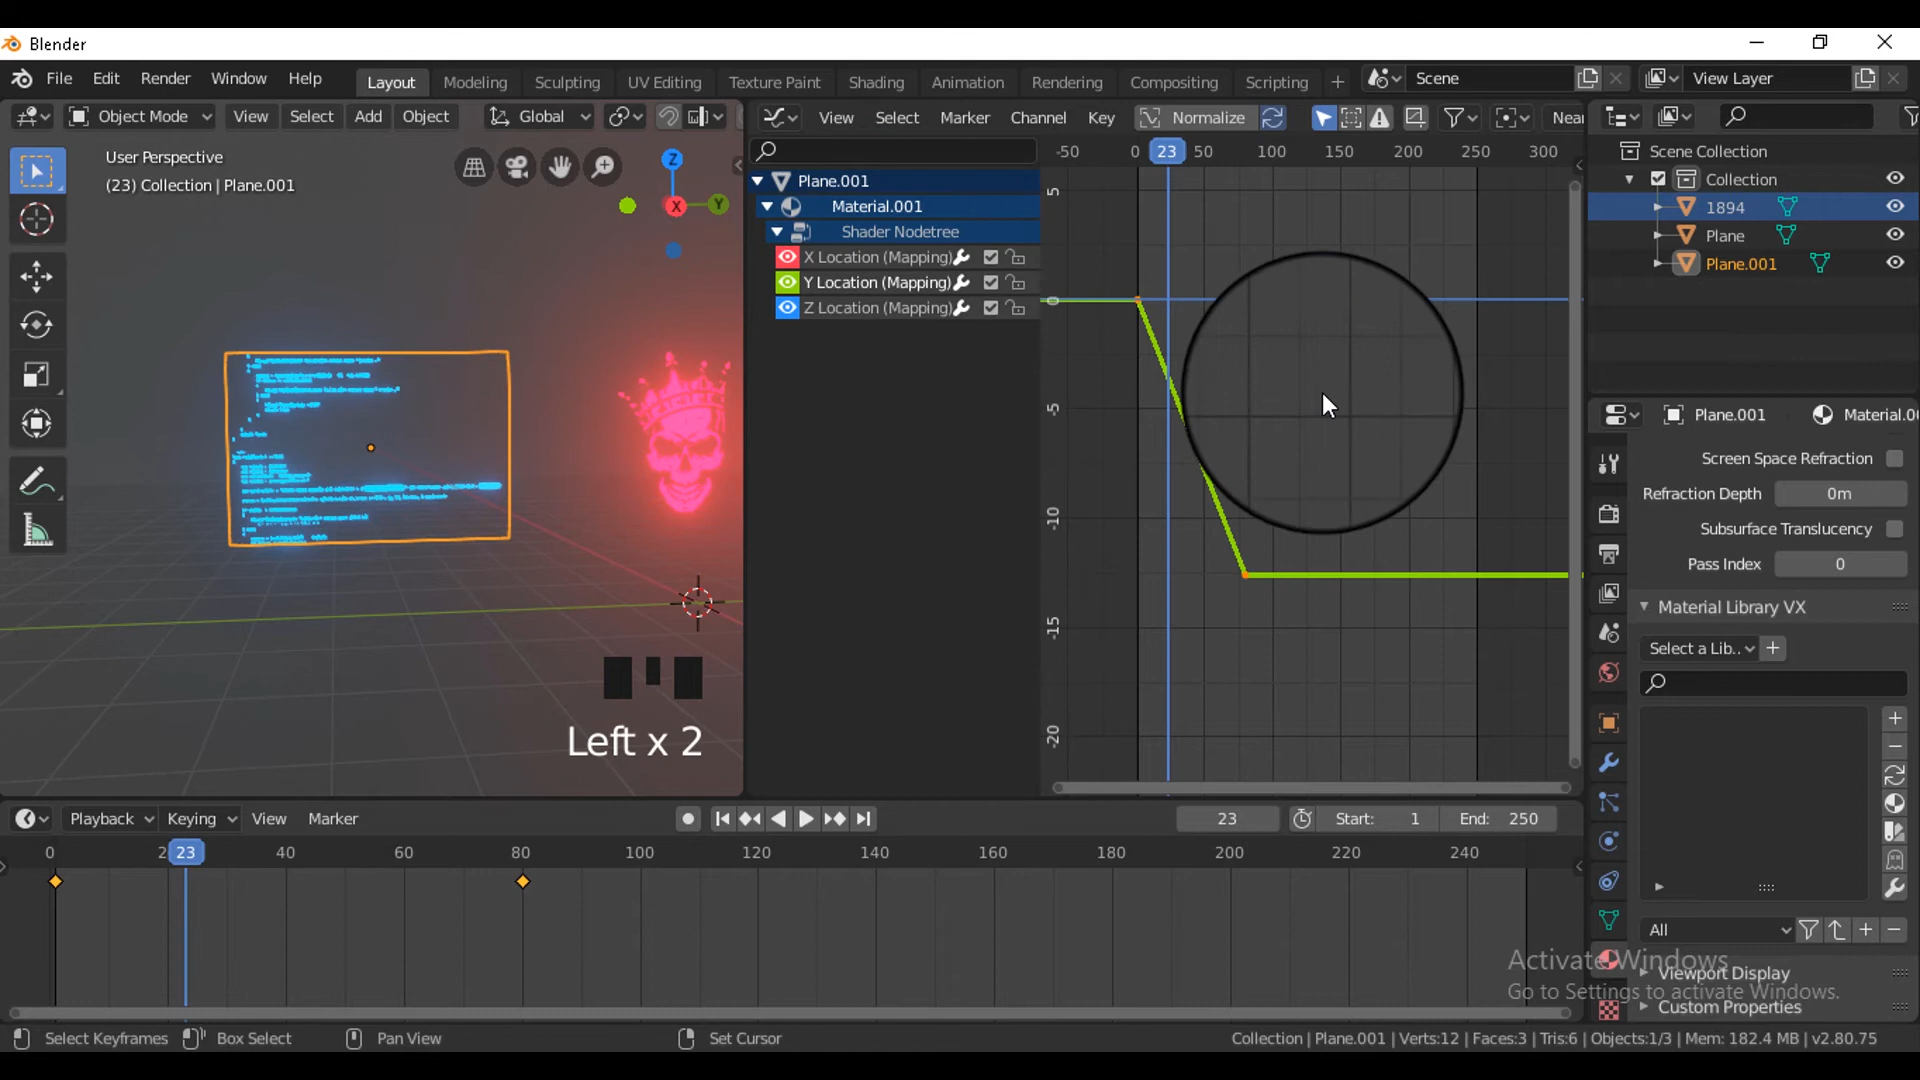 Blender
File Edit Render Window Help Layout Modeling Sculpting UV Editing Texture Paint Shading Animation Rendering Compositing Scripting + Scene View Layer
Object Mode View Select Add Object Global
View Select Marker Channel Key Normalize Near
User Perspective
(23) Collection | Plane.001
Z
X Y
-50 0 23 50 100 150 200 250 300
Plane.001
Material.001
Shader Nodetree
X Location (Mapping)
Y Location (Mapping)
Z Location (Mapping)
5
0
-5
-10
-15
-20
Scene Collection
Collection
1894
Plane
Plane.001
Plane.001 Material.0
Screen Space Refraction
Refraction Depth 0m
Subsurface Translucency
Pass Index 0
Material Library VX
Select a Lib..
All
Viewport Display
Custom Properties
Left x 2
Playback Keying View Marker 23 Start: 1 End: 250
0 2 23 40 60 80 100 120 140 160 180 200 220 240
Activate Windows
Go to Settings to activate Windows.
Select Keyframes Box Select Pan View Set Cursor Collection | Plane.001 | Verts:12 | Faces:3 | Tris:6 | Objects:1/3 | Mem: 182.4 MB | v2.80.75